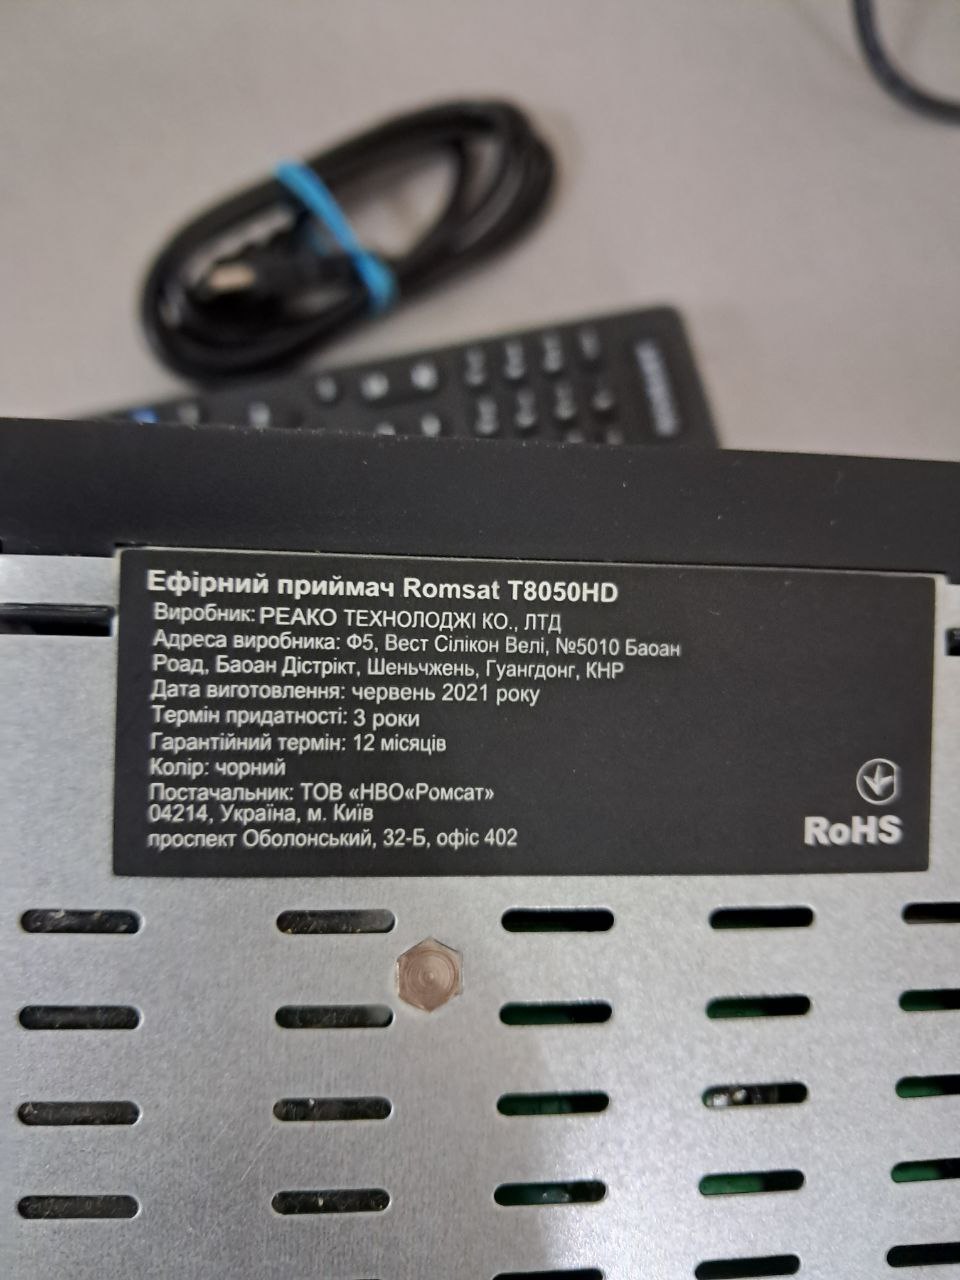 Ефірний приймач Romsat T8050HD
Виробник: РЕАКО ТЕХНОЛОДЖІ КО., ЛТД
Адреса виробника: Ф5, Вест Сілікон Велі, №5010 Баоан
Роад, Баоан Дістрікт, Шеньчжень, Гуангдонг, КНР
Дата виготовлення: червень 2021 року
Термін придатності: 3 роки
Гарантійний термін: 12 місяців
Колір: чорний
Постачальник: ТОВ «НВО«Ромсат»
04214, Україна, м. Київ
проспект Оболонський, 32-Б, офіс 402
RoHS